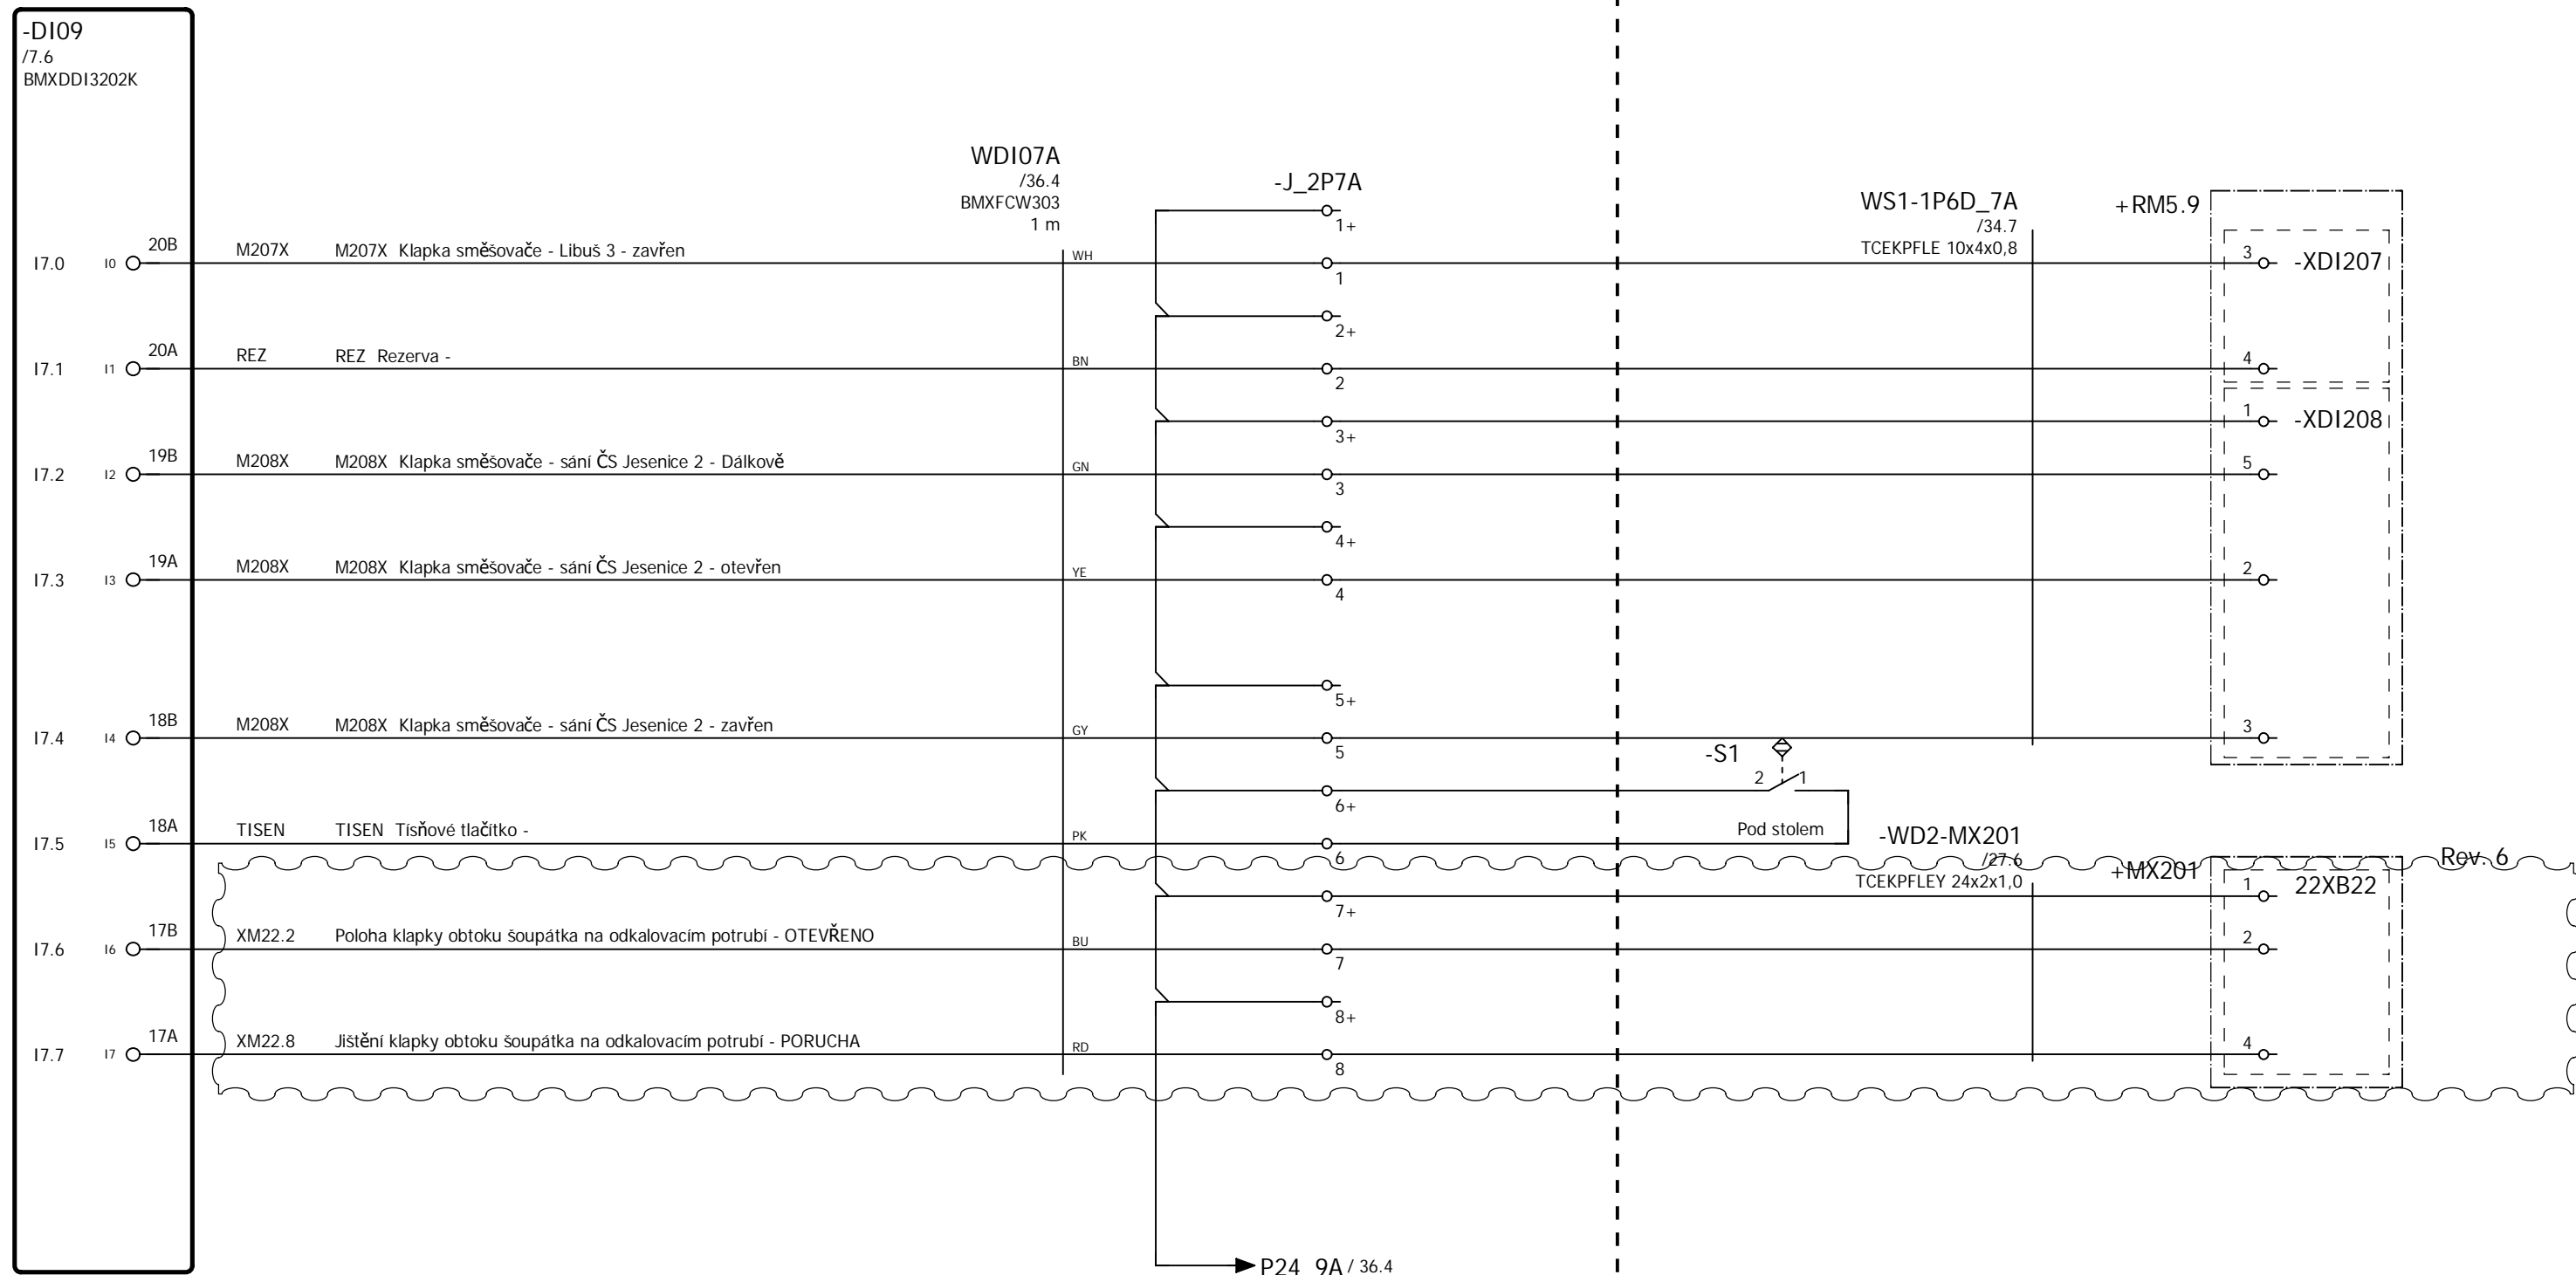 -DI09
/7.6
BMXDDI3202K
WDI07A
/36.4
BMXFCW303
1 m
-J_2P7A
WS1-1P6D_7A
/34.7
TCEKPFLE 10x4x0,8
+RM5.9
1+
I7.0 I0 20B M207X M207X Klapka směšovače - Libuš 3 - zavřen WH 1 3 -XDI207
2+
I7.1 I1 20A REZ REZ Rezerva - BN 2 4
3+ 1 -XDI208
I7.2 I2 19B M208X M208X Klapka směšovače - sání ČS Jesenice 2 - Dálkově GN 3 5
4+
I7.3 I3 19A M208X M208X Klapka směšovače - sání ČS Jesenice 2 - otevřen YE 4 2
5+
I7.4 I4 18B M208X M208X Klapka směšovače - sání ČS Jesenice 2 - zavřen GY 5 3
-S1 2 1
6+
I7.5 I5 18A TISEN TISEN Tísňové tlačítko - PK 6 Pod stolem
-WD2-MX201
/27.6
TCEKPFLEY 24x2x1,0
+MX201
Rev. 6
7+ 1 22XB22
I7.6 I6 17B XM22.2 Poloha klapky obtoku šoupátka na odkalovacím potrubí - OTEVŘENO BU 7 2
8+
I7.7 I7 17A XM22.8 Jištění klapky obtoku šoupátka na odkalovacím potrubí - PORUCHA RD 8 4
P24_9A / 36.4